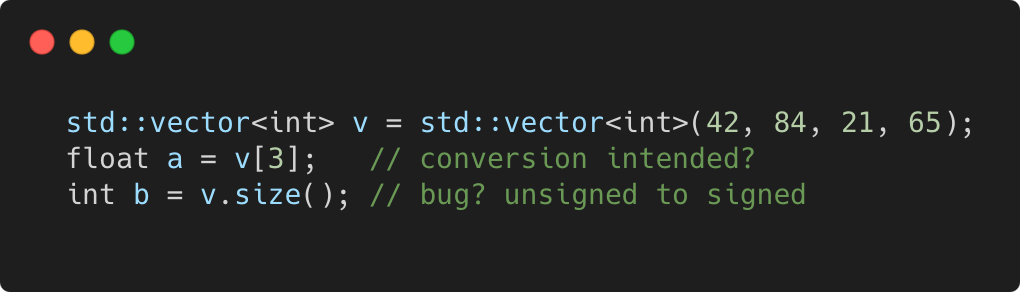 std::vector<int> v = std::vector<int>(42, 84, 21, 65);
float a = v[3];   // conversion intended?
int b = v.size(); // bug? unsigned to signed